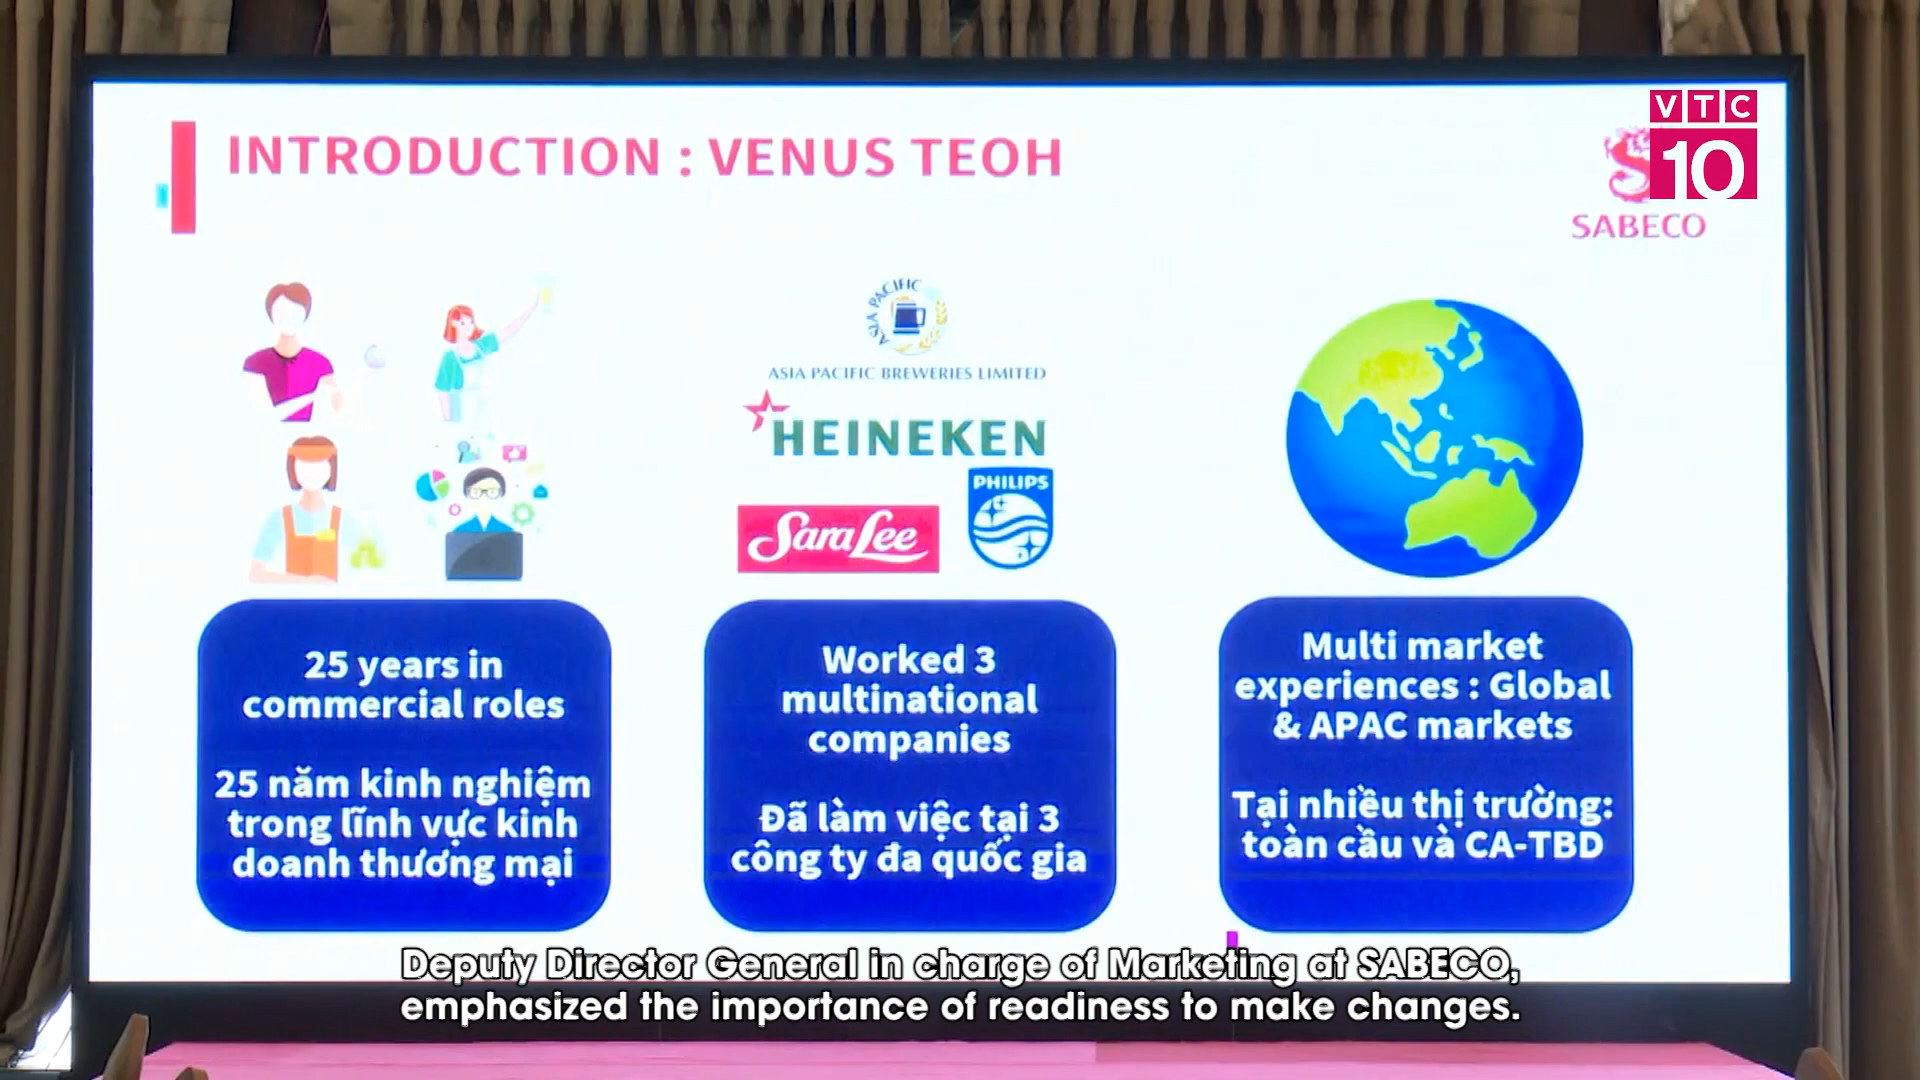 INTRODUCTION : VENUS TEOH
VTC
10
S
SABECO
ASIA PACIFIC
ASIA PACIFIC BREWERIES LIMITED
HEINEKEN
PHILIPS
Sara Lee
25 years in
commercial roles
25 năm kinh nghiệm
trong lĩnh vực kinh
doanh thương mại
Worked 3
multinational
companies
Đã làm việc tại 3
công ty đa quốc gia
Multi market
experiences : Global
& APAC markets
Tại nhiều thị trường:
toàn cầu và CA-TBD
Deputy Director General in charge of Marketing at SABECO,
emphasized the importance of readiness to make changes.